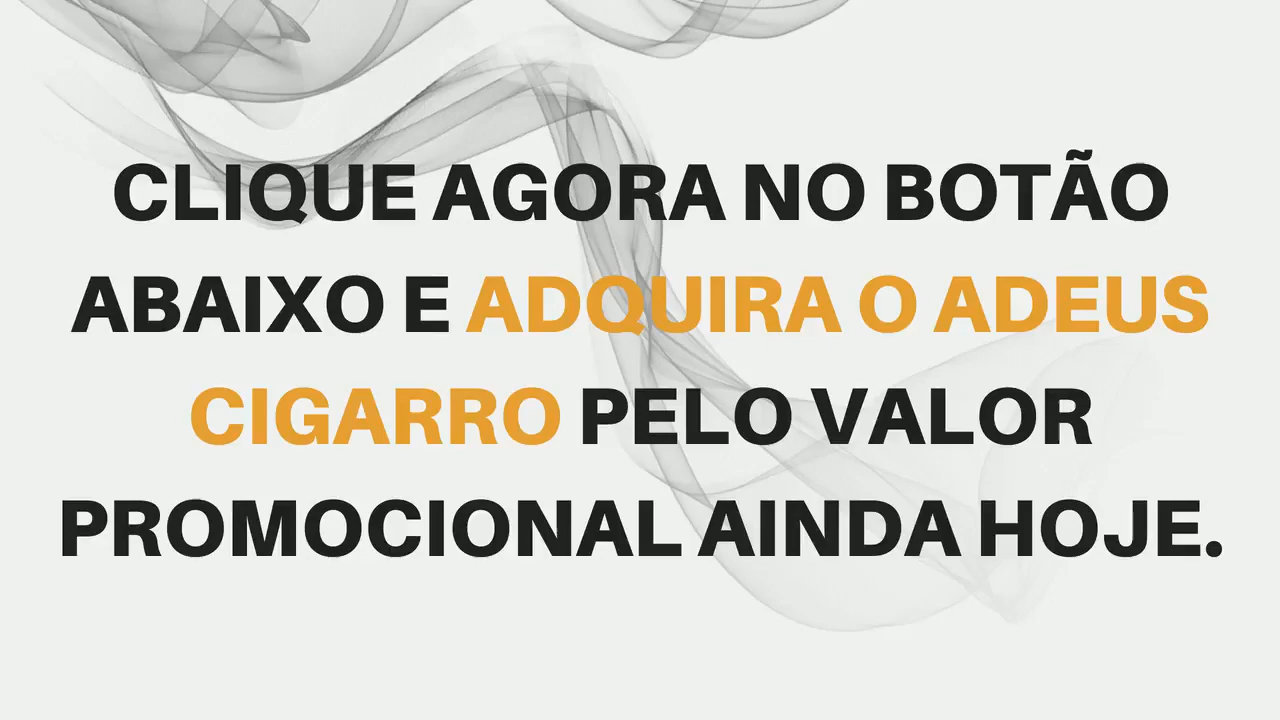 CLIQUE AGORA NO BOTÃO
ABAIXO E ADQUIRA O ADEUS
CIGARRO PELO VALOR
PROMOCIONAL AINDA HOJE.